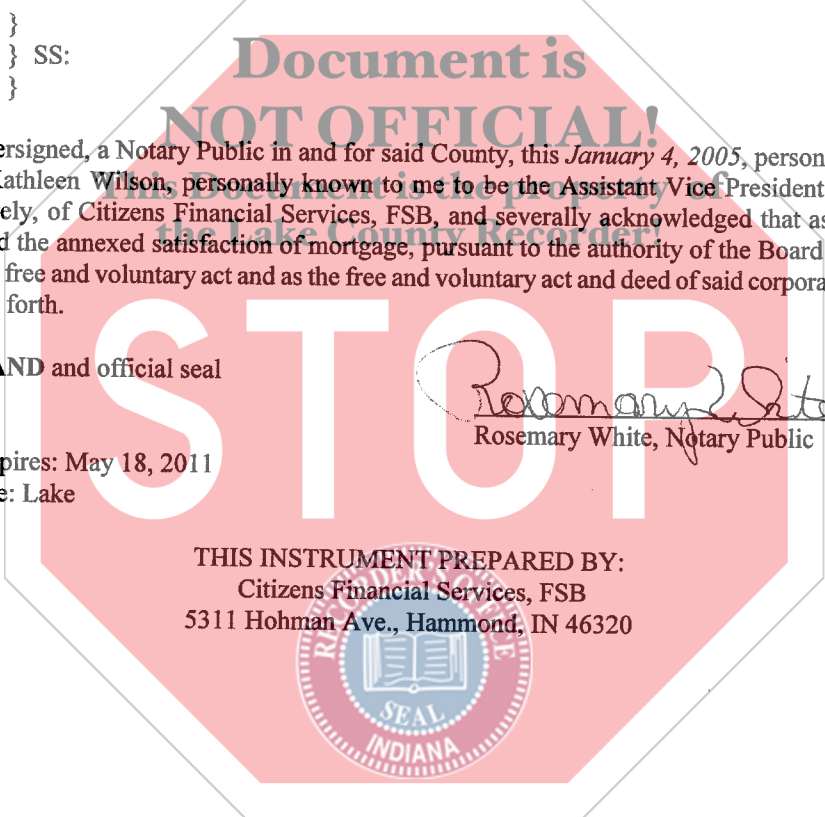 }
} SS:
}
Document is
NOT OFFICIAL!
This Document is the property of
the Lake County Recorder!
ersigned, a Notary Public in and for said County, this January 4, 2005, person
Kathleen Wilson, personally known to me to be the Assistant Vice President
ely, of Citizens Financial Services, FSB, and severally acknowledged that as
d the annexed satisfaction of mortgage, pursuant to the authority of the Board
free and voluntary act and as the free and voluntary act and deed of said corpora
forth.
AND and official seal
STOP
Rosemary White
Rosemary White, Notary Public
pires: May 18, 2011
e: Lake
THIS INSTRUMENT PREPARED BY:
Citizens Financial Services, FSB
5311 Hohman Ave., Hammond, IN 46320
RECORDER'S OFFICE
SEAL
INDIANA